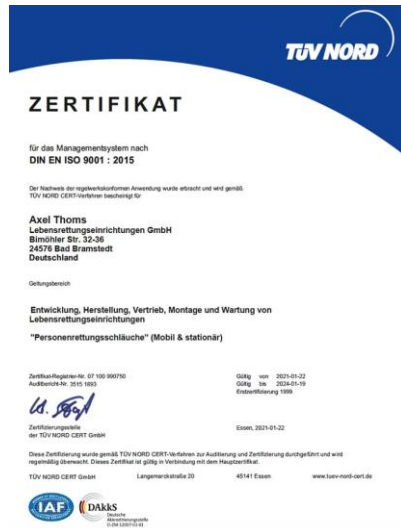 TÜV NORD
ZERTIFIKAT
für das Managementsystem nach
DIN EN ISO 9001 : 2015
Der Nachweis der regelwerkskonformen Anwendung wurde erbracht und wird gemäß
TÜV NORD CERT-Verfahren bescheinigt für
Axel Thoms
Lebensrettungseinrichtungen GmbH
Bimöhler Str. 32-36
24576 Bad Bramstedt
Deutschland
Geltungsbereich
Entwicklung, Herstellung, Vertrieb, Montage und Wartung von
Lebensrettungseinrichtungen
"Personenrettungsschläuche" (Mobil & stationär)
Zertifikat-Registrier-Nr. 07 100 990750
Auditbericht-Nr. 3515 1893
Gültig von 2021-01-22
Gültig bis 2024-01-19
Erstzertifizierung 1999
Zertifizierungsstelle
der TÜV NORD CERT GmbH
Essen, 2021-01-22
Diese Zertifizierung wurde gemäß TÜV NORD CERT-Verfahren zur Auditierung und Zertifizierung durchgeführt und wird
regelmäßig überwacht. Dieses Zertifikat ist gültig in Verbindung mit dem Hauptzertifikat.
TÜV NORD CERT GmbH Langemarckstraße 20 45141 Essen www.tuev-nord-cert.de
IAF
DAkkS
Deutsche
Akkreditierungsstelle
D-ZM-12007-01-01